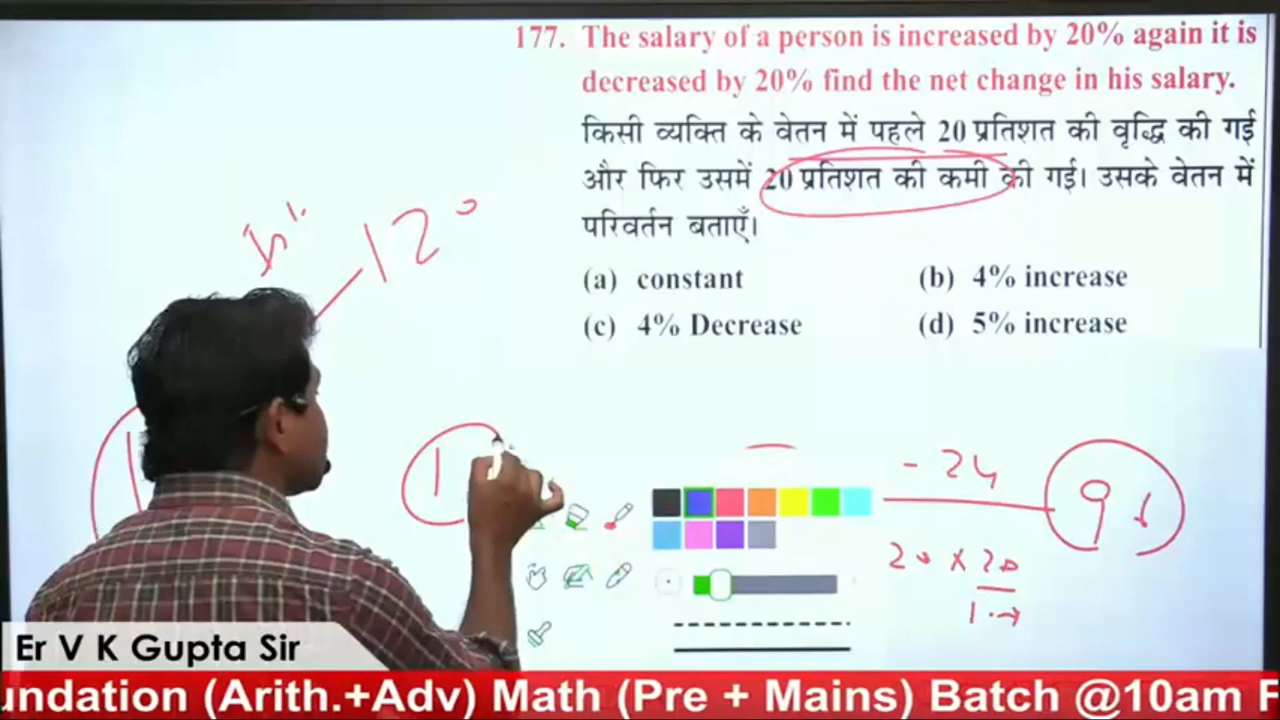 177. The salary of a person is increased by 20% again it is
decreased by 20% find the net change in his salary.
किसी व्यक्ति के वेतन में पहले 20 प्रतिशत की वृद्धि की गई
और फिर उसमें 20 प्रतिशत की कमी की गई। उसके वेतन में
परिवर्तन बताएँ।
(a) constant
(b) 4% increase
(c) 4% Decrease
(d) 5% increase
120
- 24
20 × 20
Er V K Gupta Sir
undation (Arith.+Adv) Math (Pre + Mains) Batch @10am F